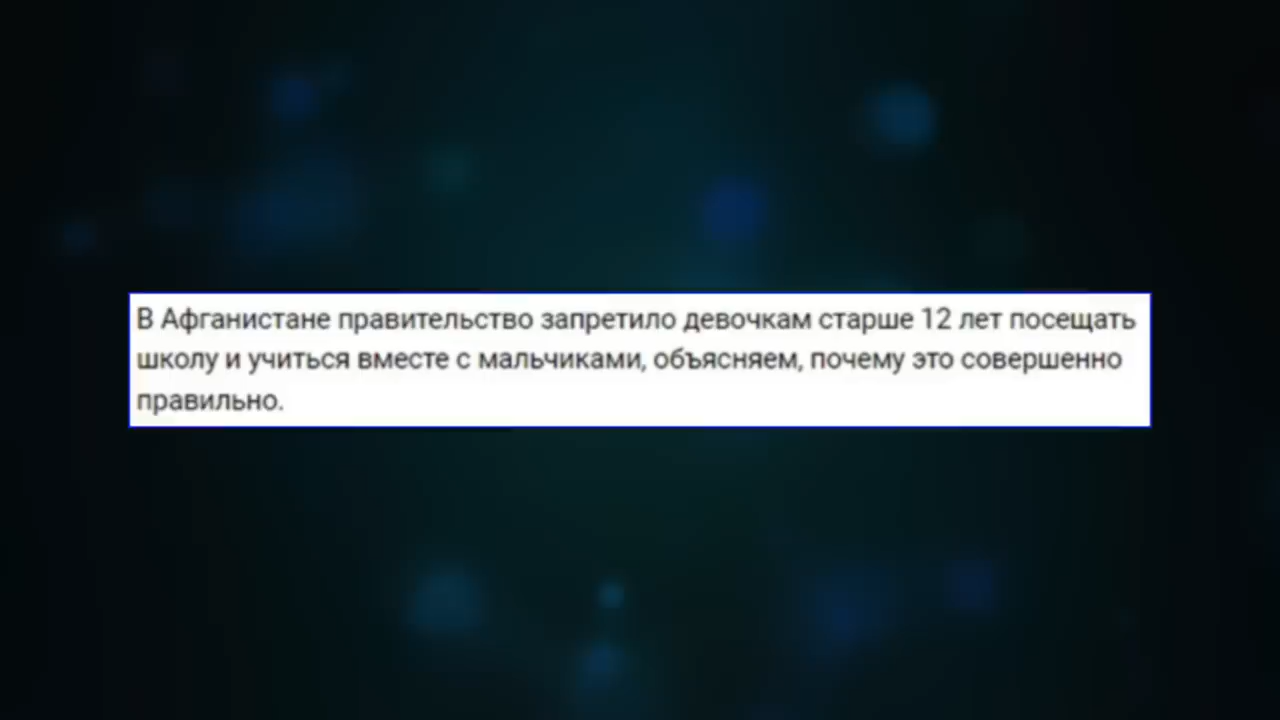 В Афганистане правительство запретило девочкам старше 12 лет посещать
школу и учиться вместе с мальчиками, объясняем, почему это совершенно
правильно.